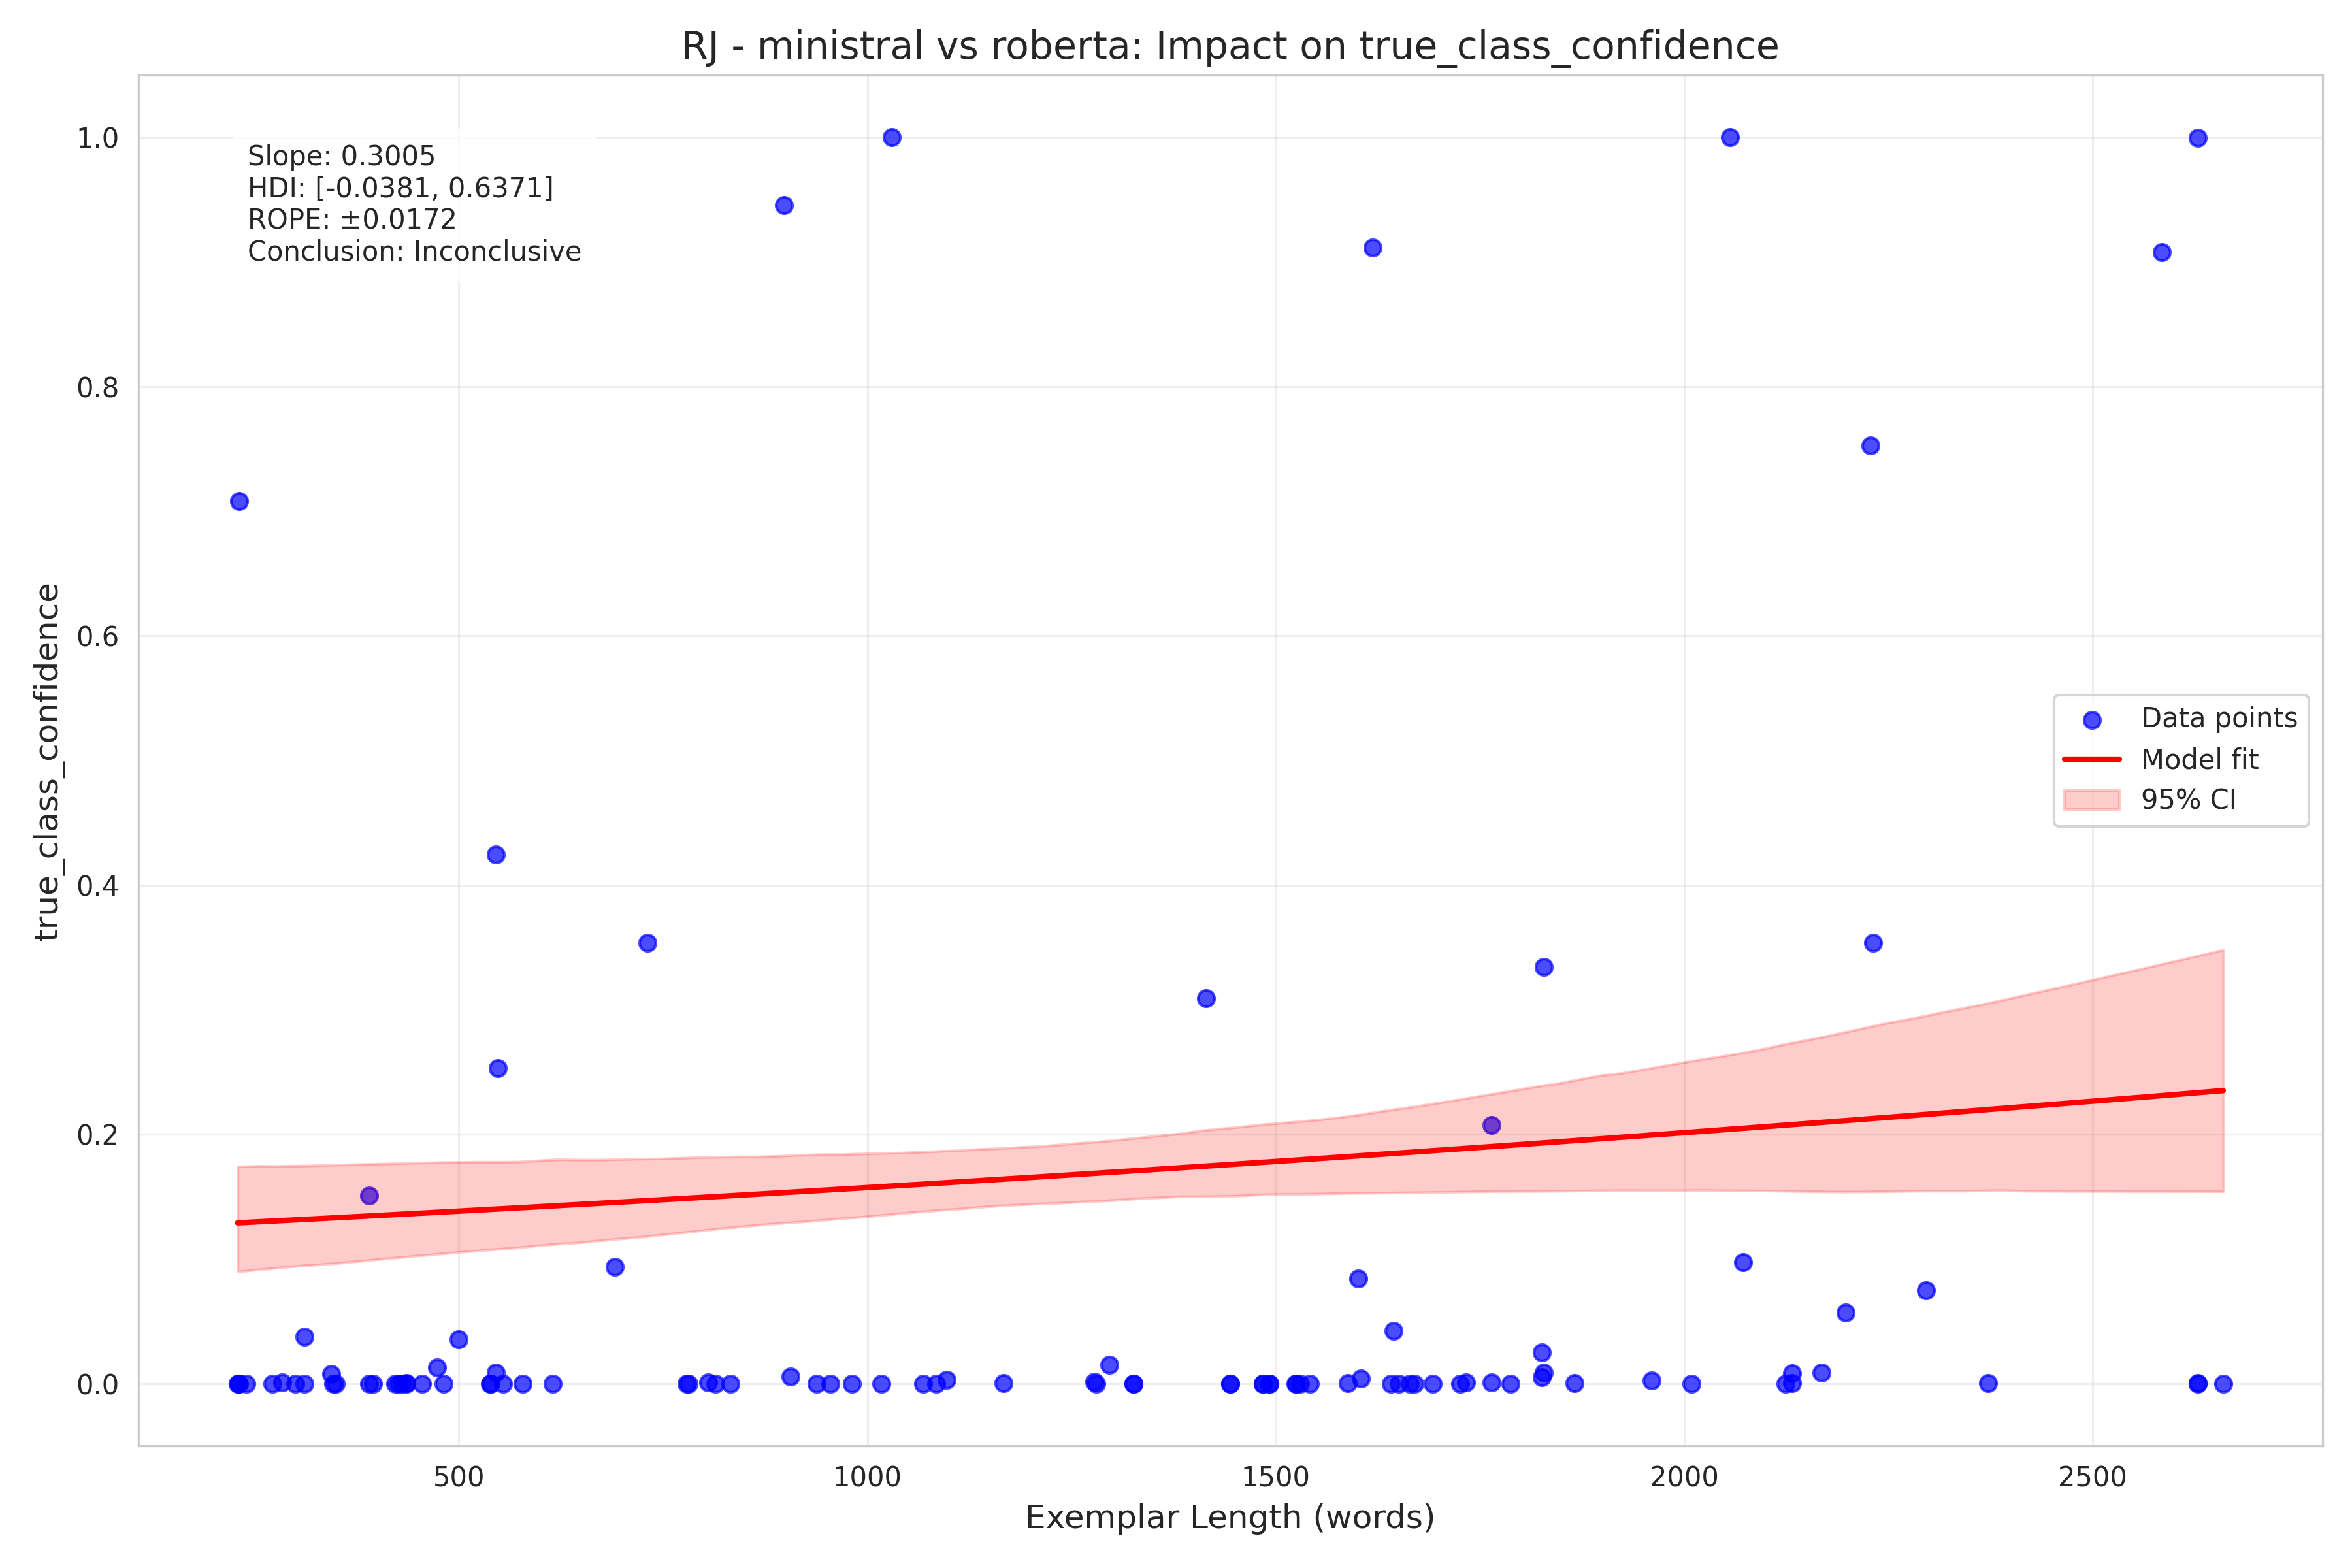 RJ - ministral vs roberta: Impact on true_class_confidence
Slope: 0.3005
HDI: [-0.0381, 0.6371]
ROPE: ±0.0172
Conclusion: Inconclusive
true_class_confidence
1.0
0.8
0.6
0.4
0.2
0.0
Data points
Model fit
95% CI
500
1000
1500
2000
2500
Exemplar Length (words)